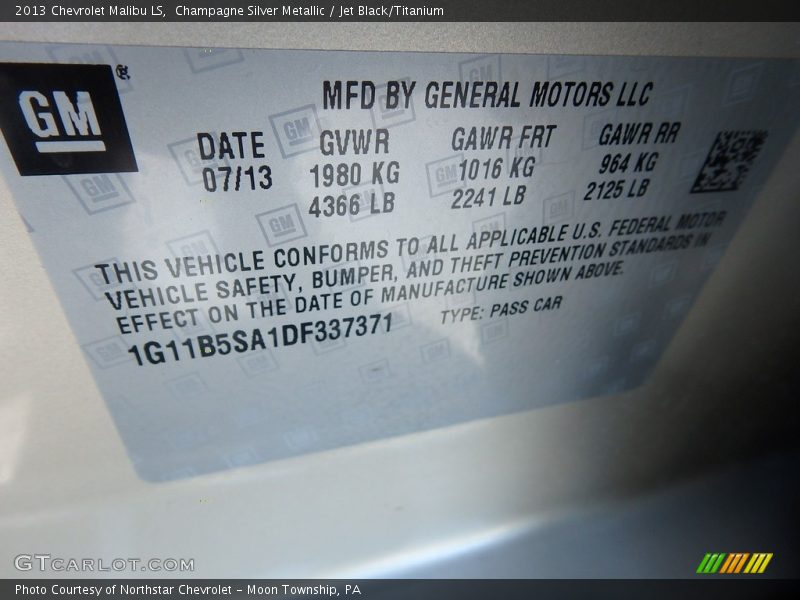 2013 Chevrolet Malibu LS,  Champagne Silver Metallic / Jet Black/Titanium
GM
MFD BY GENERAL MOTORS LLC
DATE GVWR GAWR FRT GAWR RR
07/13 1980 KG 1016 KG 964 KG
4366 LB 2241 LB 2125 LB
THIS VEHICLE CONFORMS TO ALL APPLICABLE U.S. FEDERAL MOTOR
VEHICLE SAFETY, BUMPER, AND THEFT PREVENTION STANDARDS IN
EFFECT ON THE DATE OF MANUFACTURE SHOWN ABOVE.
1G11B5SA1DF337371 TYPE: PASS CAR
GTCARLOT.COM
Photo Courtesy of Northstar Chevrolet - Moon Township, PA